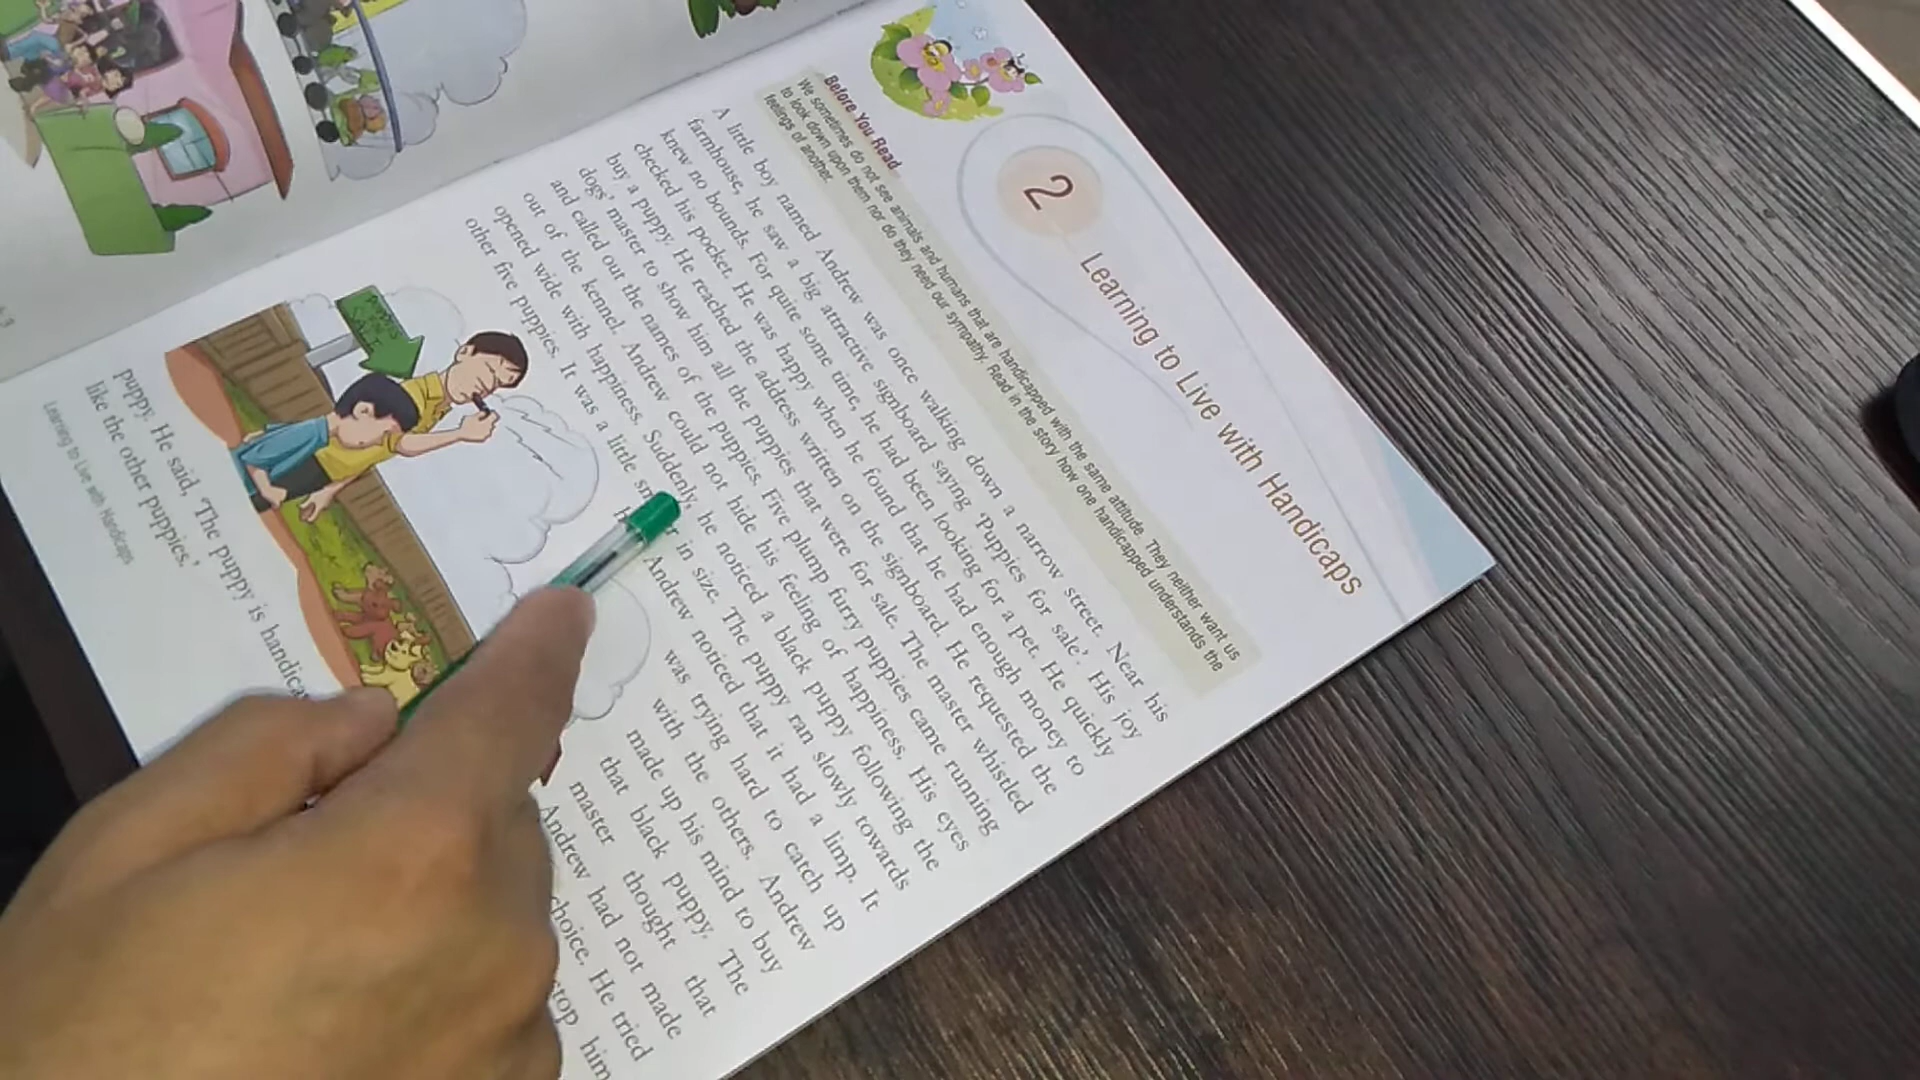 2
Learning to Live with Handicaps
Before You Read
We sometimes do not see animals and humans that are handicapped with the same attitude. They neither want us
to look down upon them nor do they need our sympathy. Read in the story how one handicapped understands the
feelings of another.
A little boy named Andrew was once walking down a narrow street. Near his
farmhouse, he saw a big attractive signboard saying 'Puppies for sale'. His joy
knew no bounds. For quite some time, he had been looking for a pet. He quickly
checked his pocket. He was happy when he found that he had enough money to
buy a puppy. He reached the address written on the signboard. He requested the
dogs' master to show him all the puppies that were for sale. The master whistled
and called out the names of the puppies. Five plump furry puppies came running
out of the kennel. Andrew could not hide his feeling of happiness. His eyes
opened wide with happiness. Suddenly, he noticed a black puppy following the
other five puppies. It was a little
in size. The puppy ran slowly towards
Andrew noticed that it had a limp. It
was trying hard to catch up
with the others. Andrew
made up his mind to buy
that black puppy. The
master thought that
Andrew had not made
choice. He tried
him
puppy. He said, 'The puppy is
like the other puppies.'
Learning to Live with Handicaps